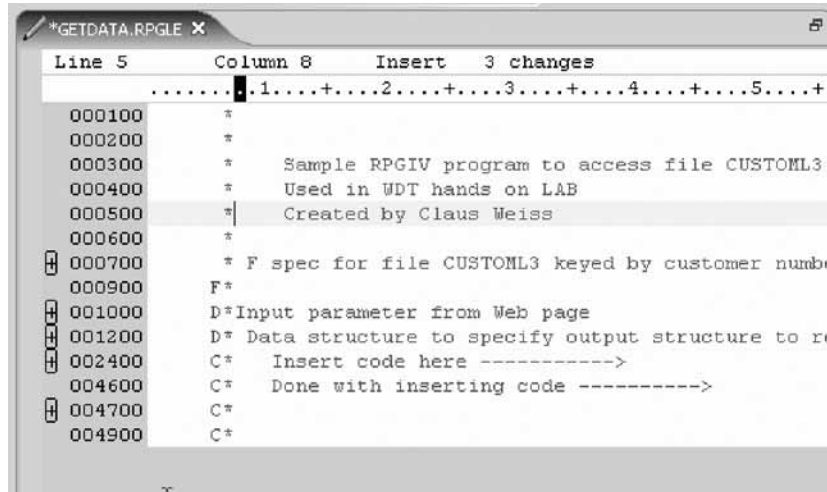 *GETDATA.RPGLE
Line 5 Column 8 Insert 3 changes
.........1....+....2....+....3....+....4....+....5....+
000100 *
000200 *
000300 * Sample RPGIV program to access file CUSTOML3
000400 * Used in WDT hands on LAB
000500 * Created by Claus Weiss
000600 *
000700 * F spec for file CUSTOML3 keyed by customer
000900 F*
001000 D*Input parameter from Web page
001200 D* Data structure to specify output structure to
002400 C* Insert code here ----------->
004600 C* Done with inserting code ---------->
004700 C*
004900 C*